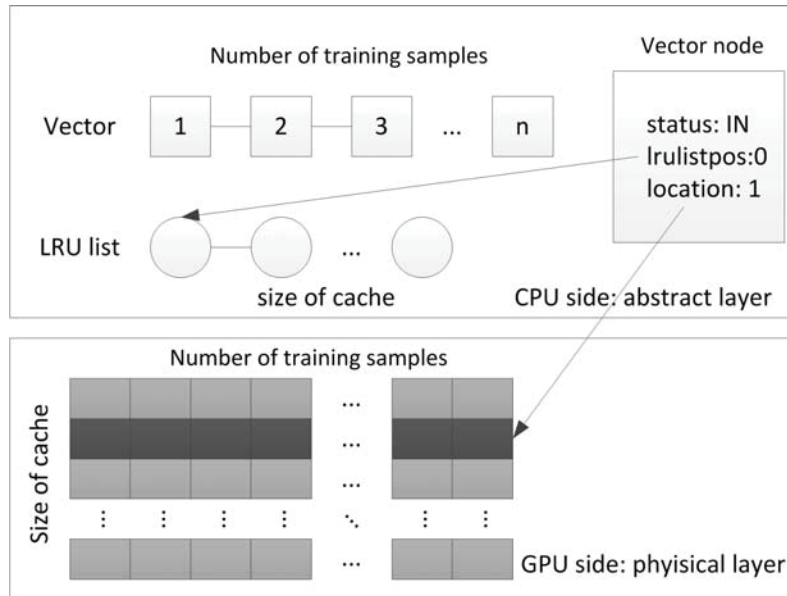 Number of training samples
Vector node
Vector 1 2 3 ... n
status: IN
lrulistpos:0
location: 1
LRU list ...
size of cache
CPU side: abstract layer
Number of training samples
Size of cache
...
...
...
...
GPU side: phyisical layer